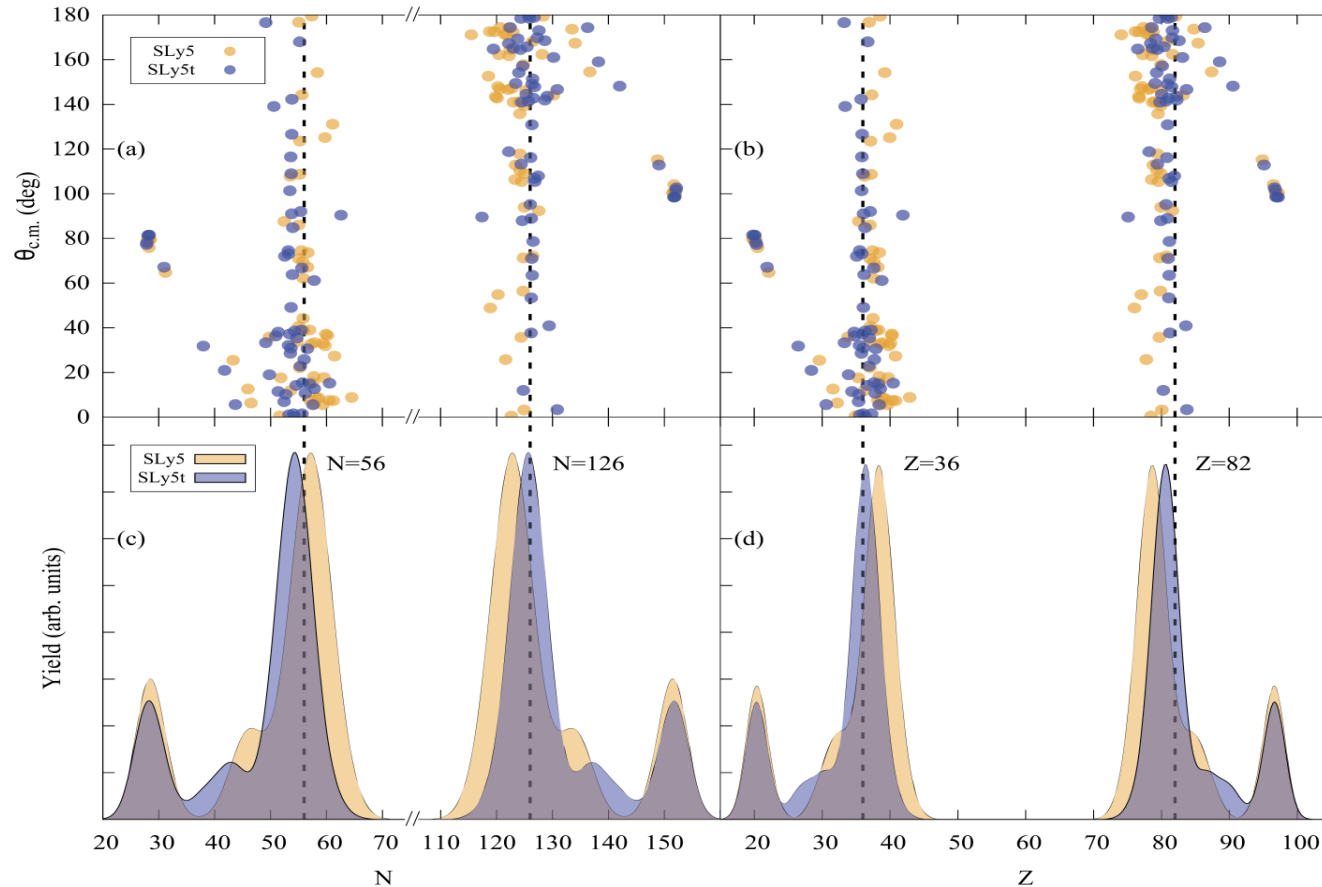 180
160
140
120
100
80
60
40
20
0
θc.m. (deg)
SLy5
SLy5t
(a)
(b)
//
//
Yield (arb. units)
SLy5
SLy5t
N=56
N=126
Z=36
Z=82
(c)
(d)
20 30 40 50 60 70 // 110 120 130 140 150 20 30 40 50 60 70 80 90 100
N
Z